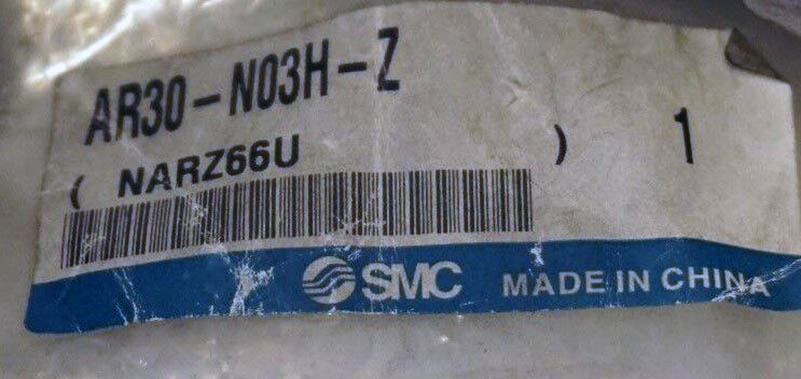 AR30-N03H-Z
( NARZ66U ) 1
SMC MADE IN CHINA